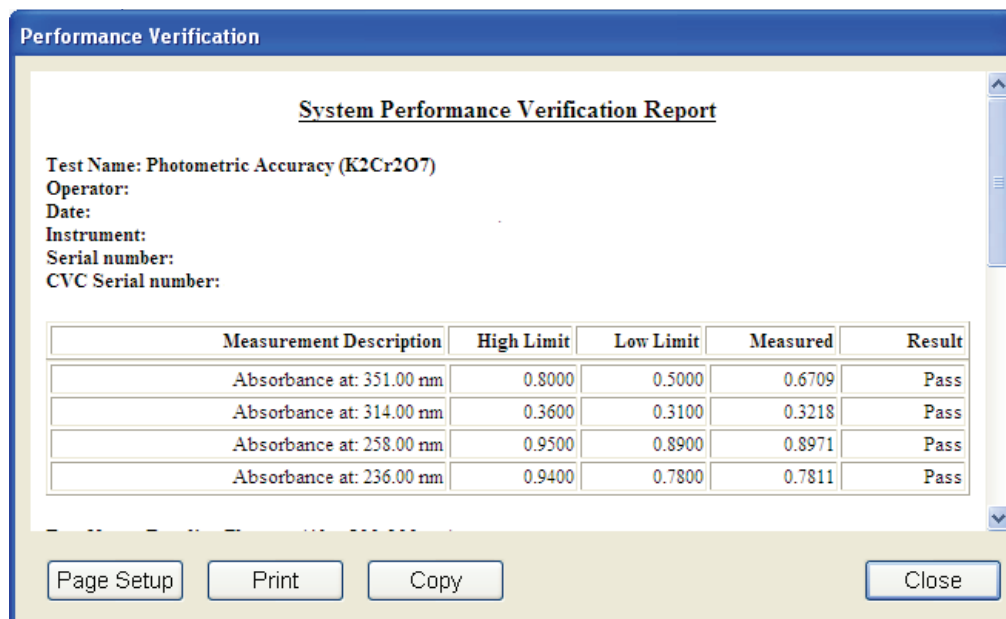 Performance Verification
System Performance Verification Report
Test Name: Photometric Accuracy (K2Cr2O7)
Operator:
Date:
Instrument:
Serial number:
CVC Serial number:
Measurement Description High Limit Low Limit Measured Result
Absorbance at: 351.00 nm 0.8000 0.5000 0.6709 Pass
Absorbance at: 314.00 nm 0.3600 0.3100 0.3218 Pass
Absorbance at: 258.00 nm 0.9500 0.8900 0.8971 Pass
Absorbance at: 236.00 nm 0.9400 0.7800 0.7811 Pass
Page Setup Print Copy Close